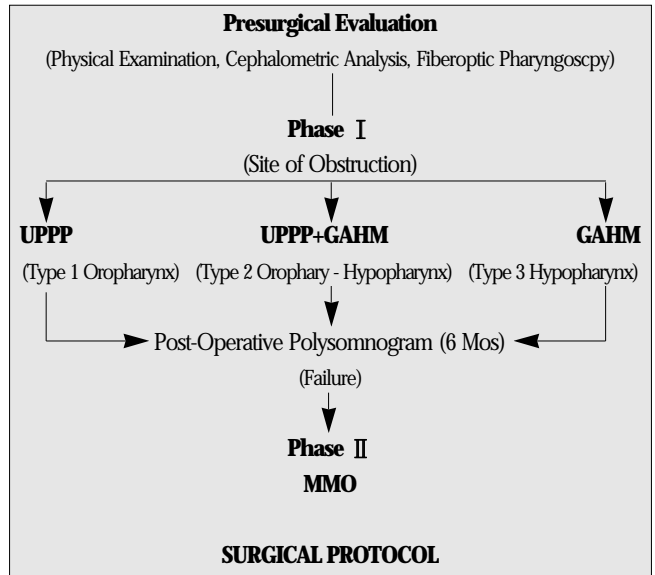 Presurgical Evaluation
(Physical Examination, Cephalometric Analysis, Fiberoptic Pharyngoscpy)
Phase Ⅰ
(Site of Obstruction)
UPPP UPPP+GAHM GAHM
(Type 1 Oropharynx) (Type 2 Orophary - Hypopharynx) (Type 3 Hypopharynx)
Post-Operative Polysomnogram (6 Mos)
(Failure)
Phase Ⅱ
MMO
SURGICAL PROTOCOL